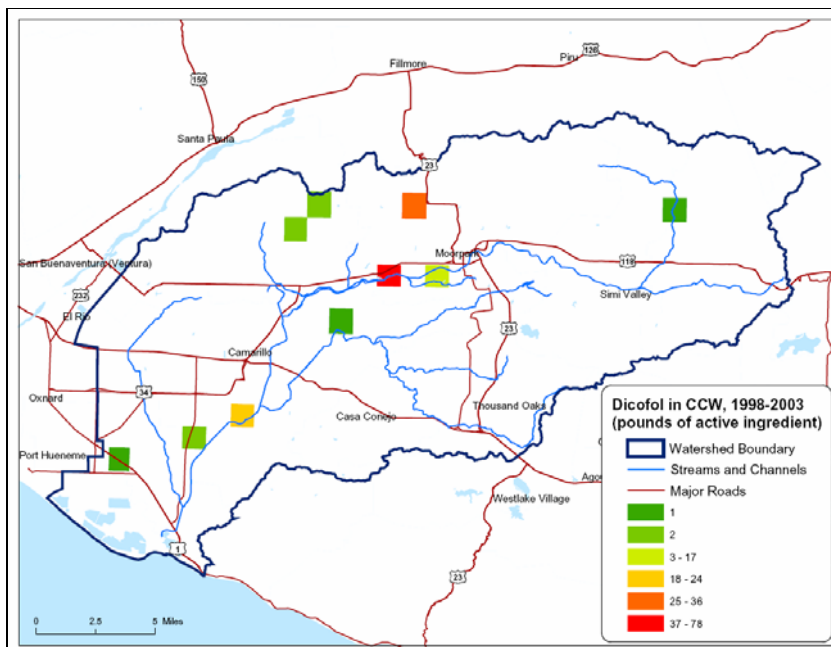 126
Piru
Fillmore
150
Santa Paula
23
Moorpark
San Buenaventura (Ventura)
118
232
Simi Valley
El Rio
23
Camarillo
34
Oxnard
Casa Conejo
Thousand Oaks
Port Hueneme
Westlake Village
1
23
0 2.5 5 Miles
Dicofol in CCW, 1998-2003
(pounds of active ingredient)
Watershed Boundary
Streams and Channels
Major Roads
1
2
3 - 17
18 - 24
25 - 36
37 - 78